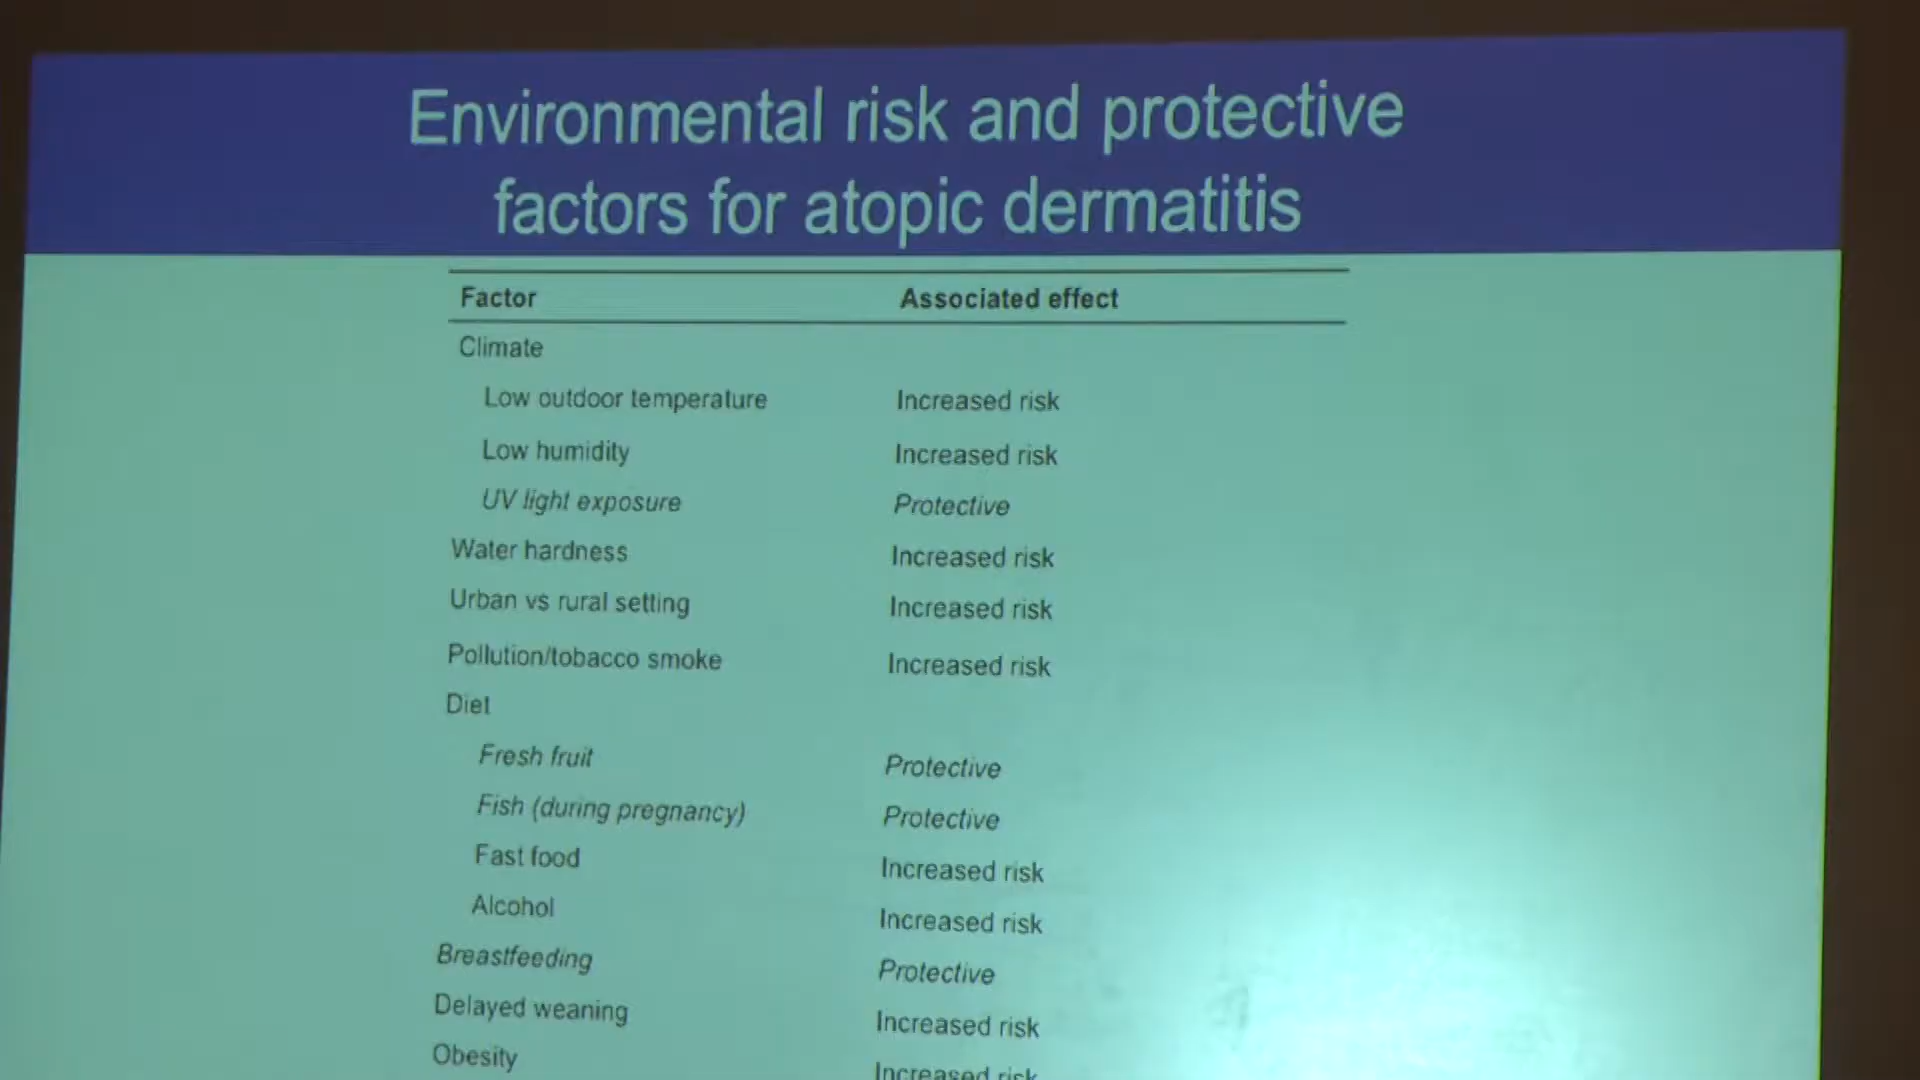 Environmental risk and protective
factors for atopic dermatitis
Factor Associated effect
Climate
Low outdoor temperature Increased risk
Low humidity Increased risk
UV light exposure Protective
Water hardness Increased risk
Urban vs rural setting Increased risk
Pollution/tobacco smoke Increased risk
Diet
Fresh fruit Protective
Fish (during pregnancy) Protective
Fast food Increased risk
Alcohol Increased risk
Breastfeeding Protective
Delayed weaning Increased risk
Obesity Increased risk